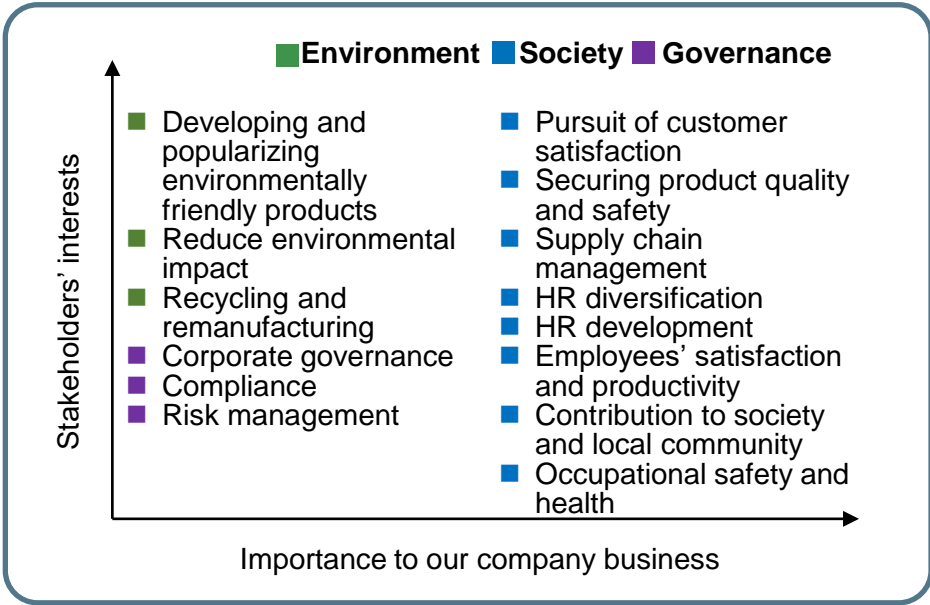 Environment Society Governance
Stakeholders’ interests
Developing and
popularizing
environmentally
friendly products
Reduce environmental
impact
Recycling and
remanufacturing
Corporate governance
Compliance
Risk management
Pursuit of customer
satisfaction
Securing product quality
and safety
Supply chain
management
HR diversification
HR development
Employees’ satisfaction
and productivity
Contribution to society
and local community
Occupational safety and
health
Importance to our company business